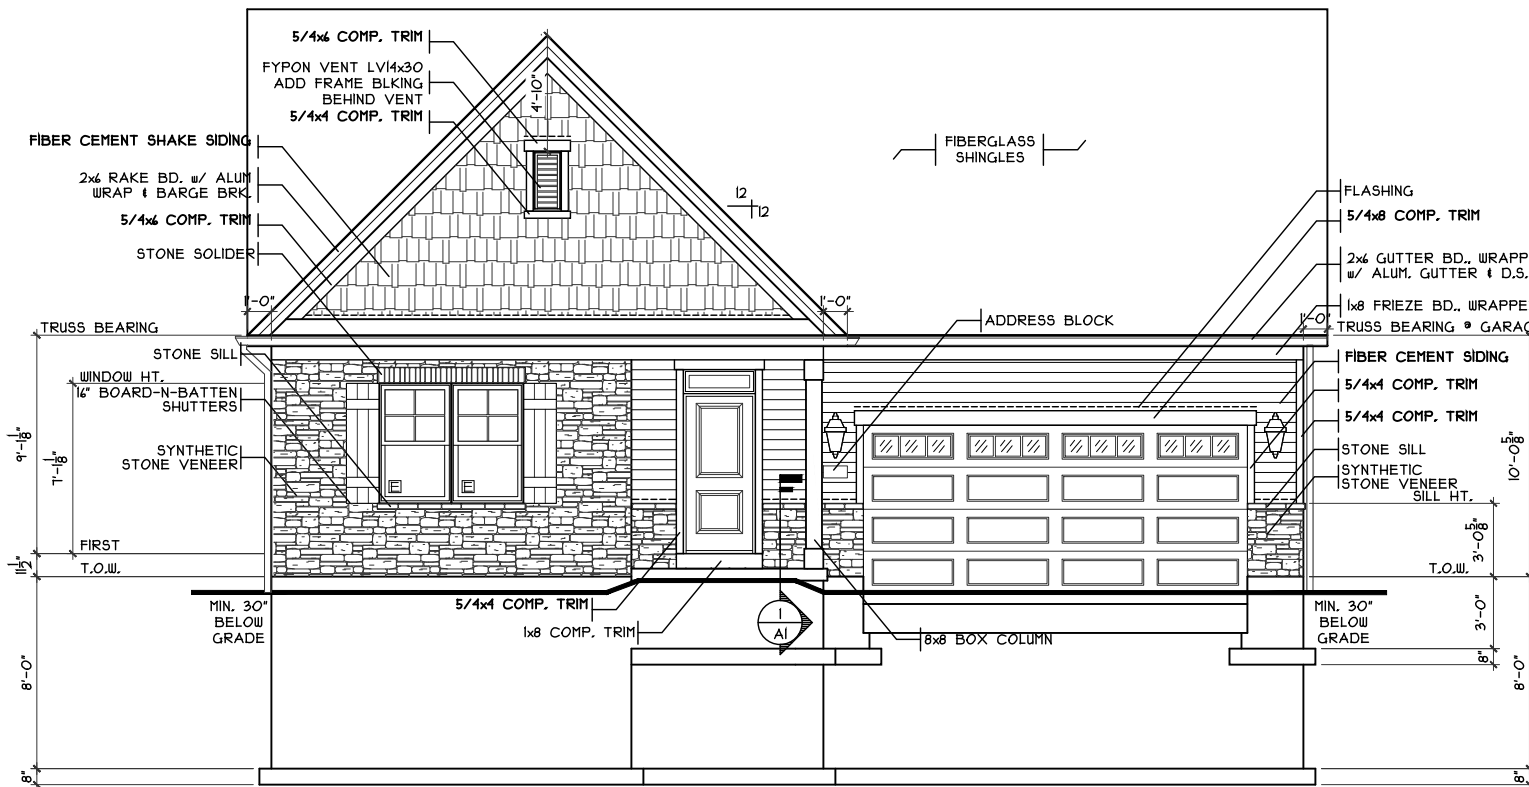 5/4x6 COMP. TRIM
FYPON VENT LV14x30
ADD FRAME BLKING
BEHIND VENT
5/4x4 COMP. TRIM
4'-10"
FIBER CEMENT SHAKE SIDING
2x6 RAKE BD. w/ ALUM
WRAP & BARGE BRK.
5/4x6 COMP. TRIM
STONE SOLIDER
FIBERGLASS
SHINGLES
12
12
FLASHING
5/4x8 COMP. TRIM
2x6 GUTTER BD., WRAPP
w/ ALUM. GUTTER & D.S.
1x8 FRIEZE BD., WRAPPE
1'-0"
1'-0"
1'-0"
TRUSS BEARING
TRUSS BEARING @ GARAG
ADDRESS BLOCK
STONE SILL
WINDOW HT.
16" BOARD-N-BATTEN
SHUTTERS
SYNTHETIC
STONE VENEER
FIBER CEMENT SIDING
5/4x4 COMP. TRIM
5/4x4 COMP. TRIM
STONE SILL
SYNTHETIC
STONE VENEER
SILL HT.
9'-1 1/8"
7'-1 1/8"
10'-0 5/8"
3'-0 5/8"
E
E
FIRST
T.O.W.
11 1/2"
T.O.W.
MIN. 30"
BELOW
GRADE
5/4x4 COMP. TRIM
1x8 COMP. TRIM
1
A1
8x8 BOX COLUMN
MIN. 30"
BELOW
GRADE
3'-0"
8"
8'-0"
8'-0"
8"
8"